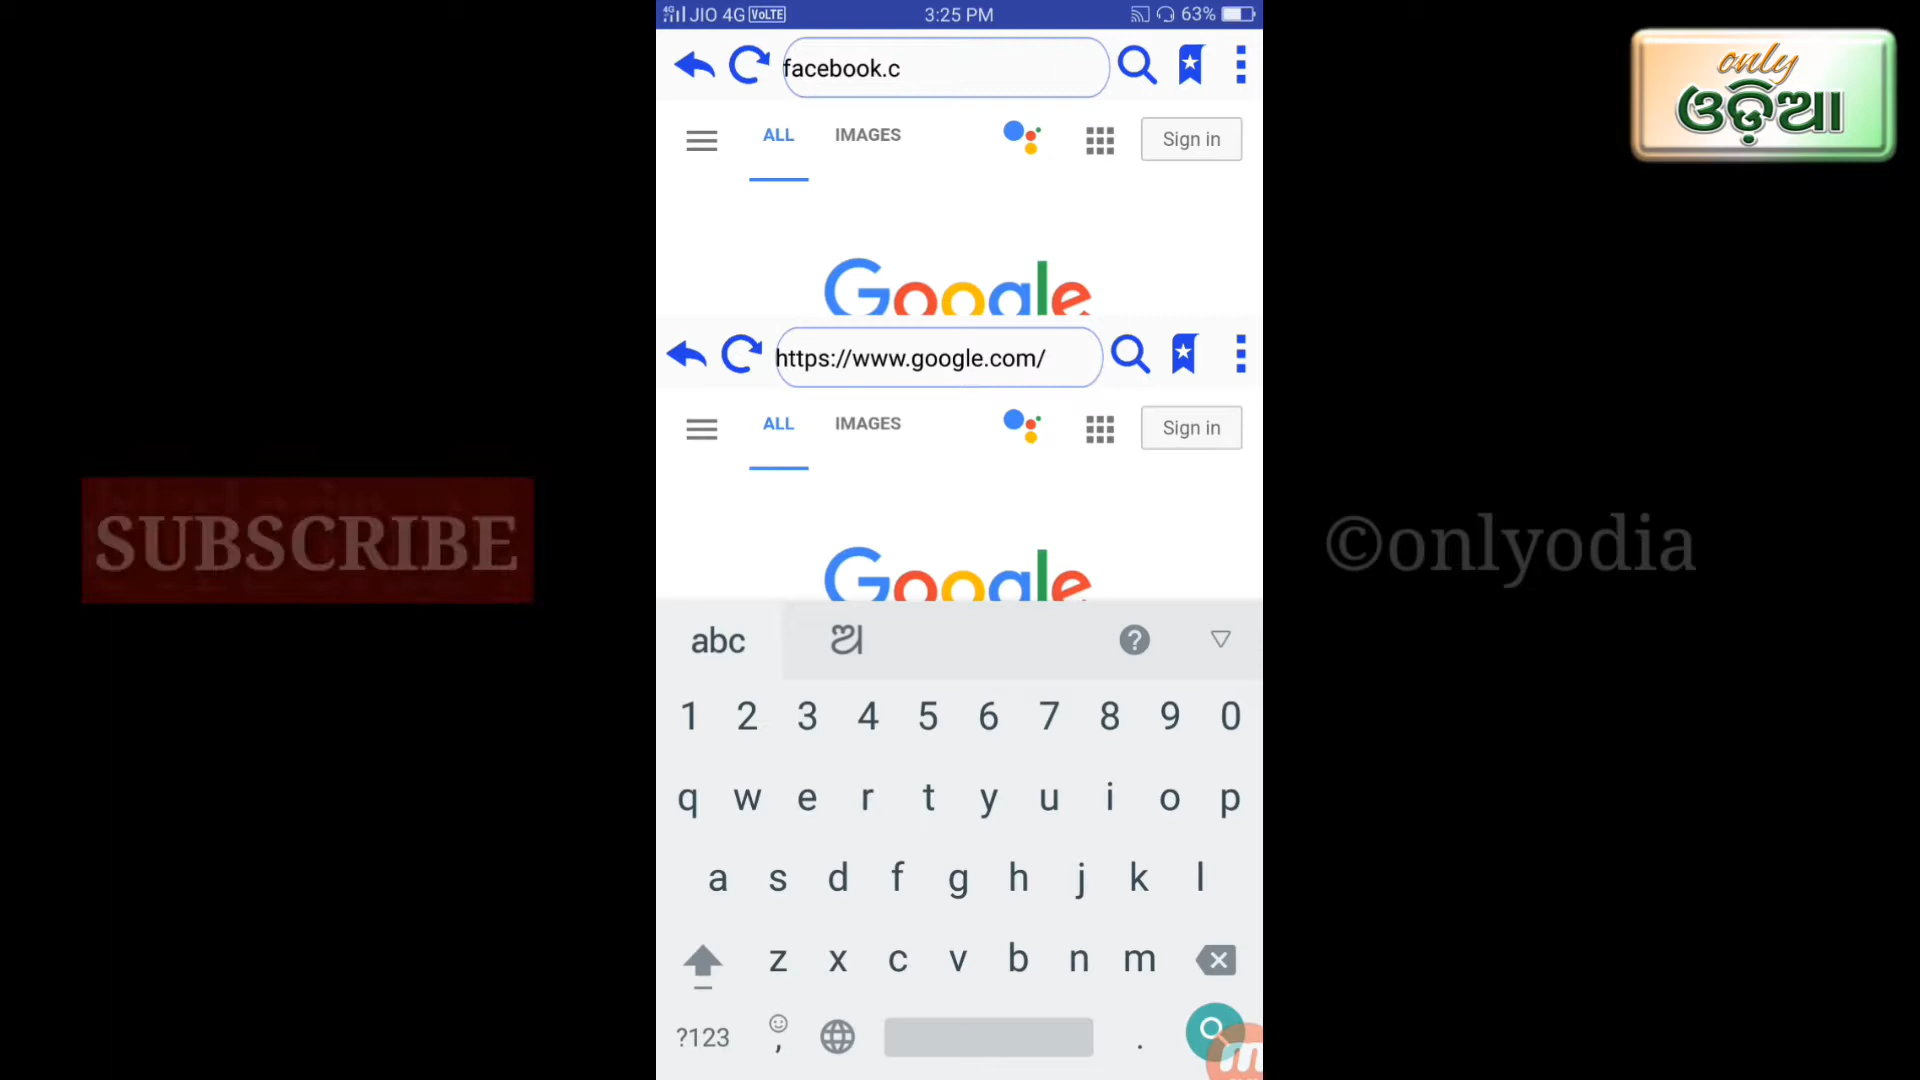 4G JIO 4G VoLTE 3:25 PM 63%
facebook.c
ALL IMAGES Sign in
Google
https://www.google.com/
ALL IMAGES Sign in
Google
abc ଅ ?
1 2 3 4 5 6 7 8 9 0
q w e r t y u i o p
a s d f g h j k l
z x c v b n m
?123 , .
only
ଓଡ଼ିଆ
SUBSCRIBE
©onlyodia